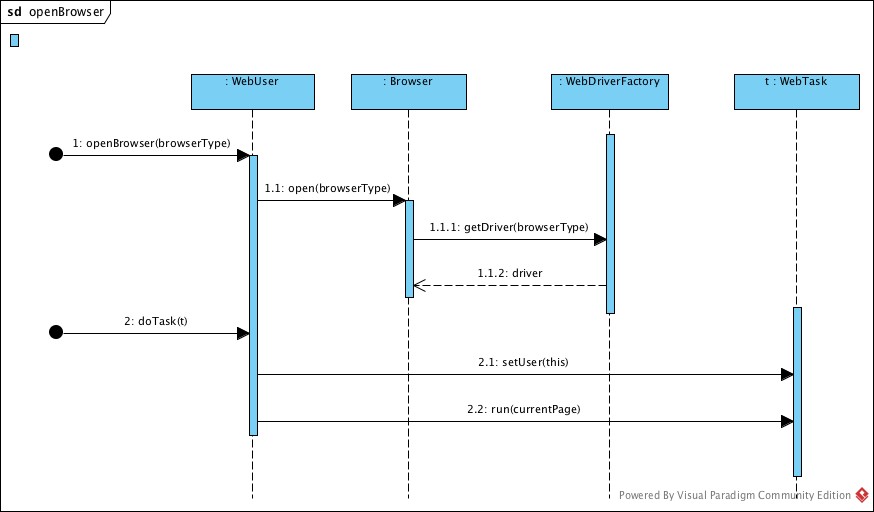 sd openBrowser
: WebUser
: Browser
: WebDriverFactory
t : WebTask
1: openBrowser(browserType)
1.1: open(browserType)
1.1.1: getDriver(browserType)
1.1.2: driver
2: doTask(t)
2.1: setUser(this)
2.2: run(currentPage)
Powered By Visual Paradigm Community Edition